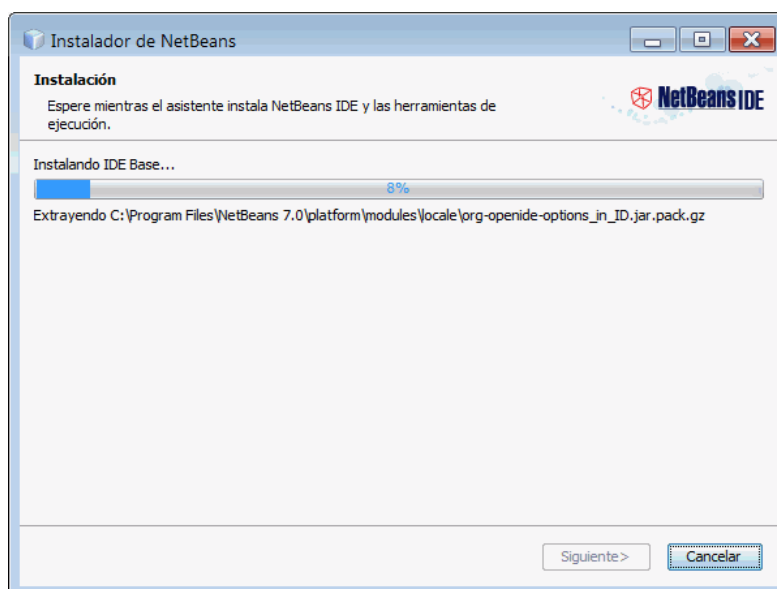 Instalador de NetBeans
Instalación
Espere mientras el asistente instala NetBeans IDE y las herramientas de
ejecución.
NetBeans IDE
Instalando IDE Base...
8%
Extrayendo C:\Program Files\NetBeans 7.0\platform\modules\locale\org-openide-options_in_ID.jar.pack.gz
Siguiente>
Cancelar